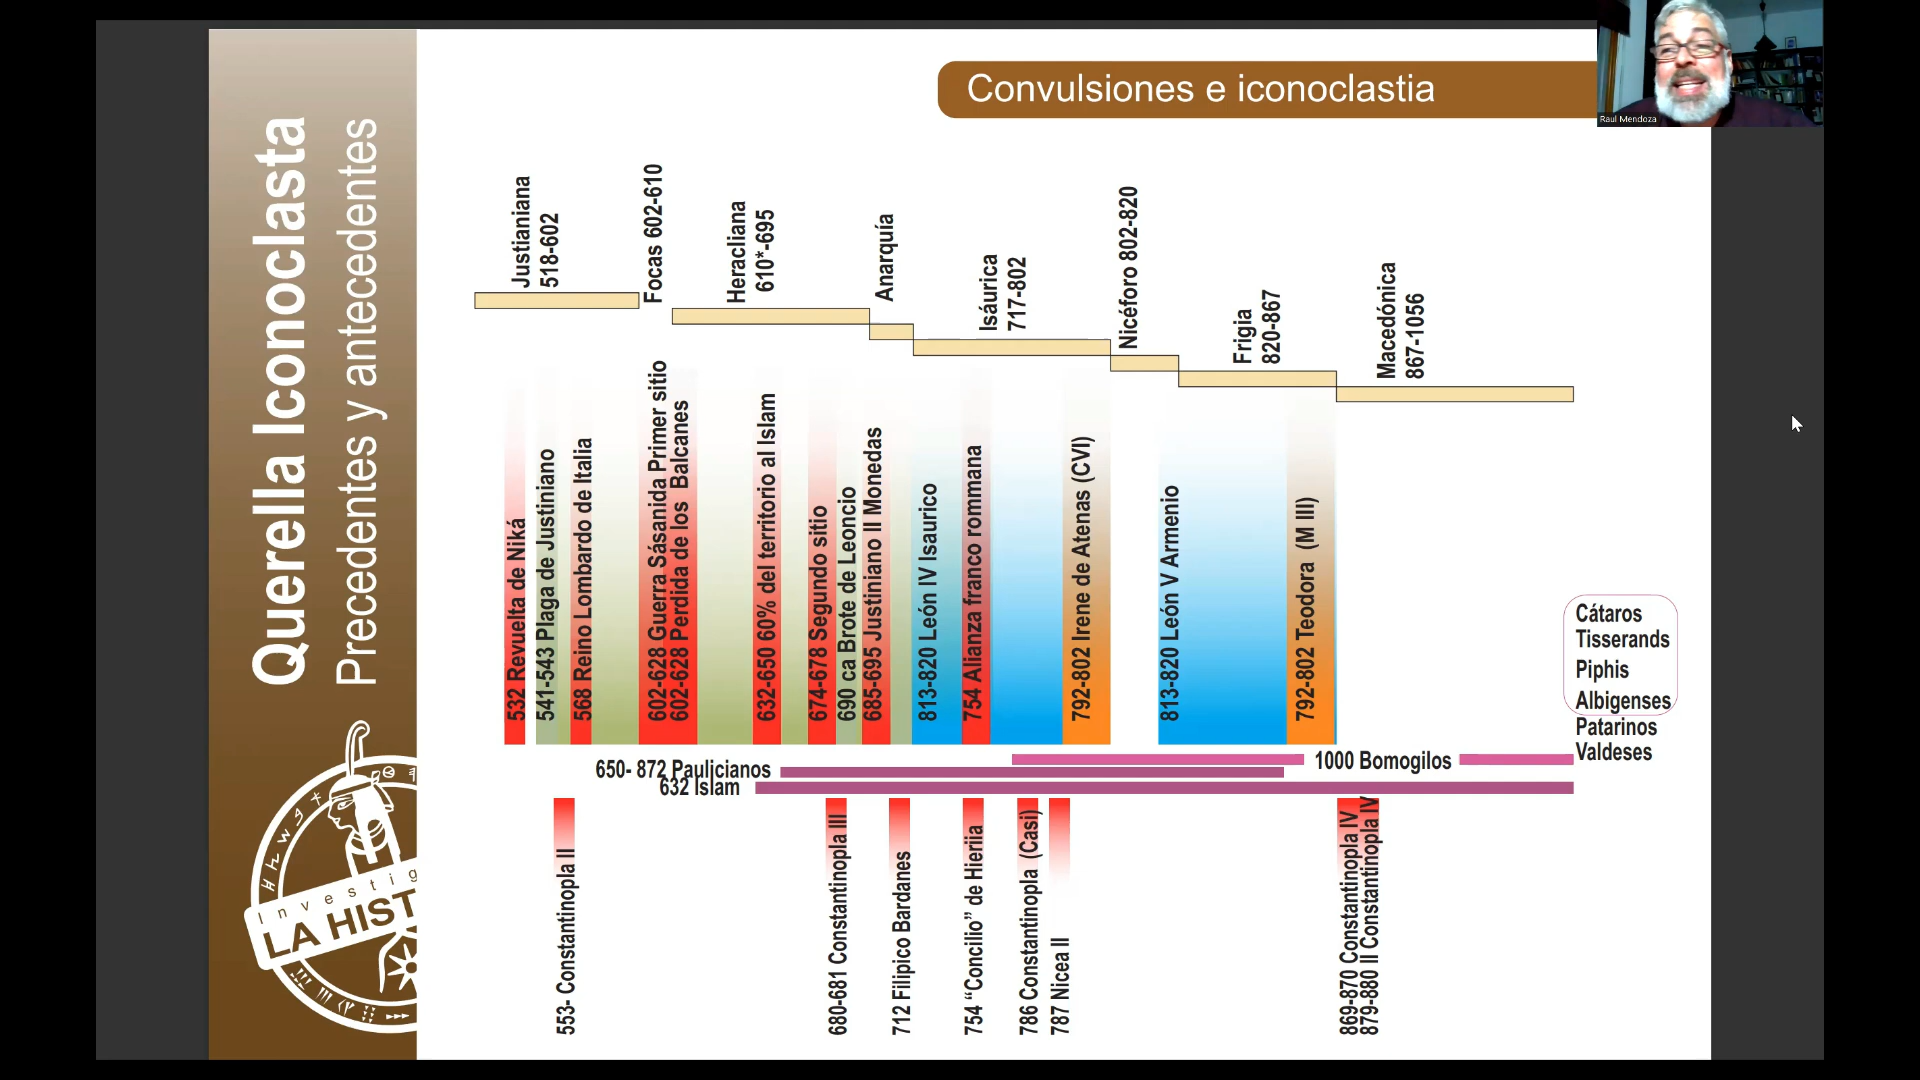 Querella Iconoclasta
Precedentes y antecedentes
Convulsiones e iconoclastia
Raul Mendoza
Justianiana
518-602
Focas 602-610
Heracliana
610*-695
Anarquía
Isáurica
717-802
Nicéforo 802-820
Frigia
820-867
Macedónica
867-1056
532 Revuelta de Niká
541-543 Plaga de Justiniano
568 Reino Lombardo de Italia
602-628 Guerra Sásanida Primer sitio
602-628 Perdida de los Balcanes
632-650 60% del territorio al Islam
674-678 Segundo sitio
690 ca Brote de Leoncio
685-695 Justiniano II Monedas
813-820 León IV Isaurico
754 Alianza franco rommana
792-802 Irene de Atenas (CVI)
813-820 León V Armenio
792-802 Teodora (M III)
Cátaros
Tisserands
Piphis
Albigenses
Patarinos
Valdeses
1000 Bomogilos
650- 872 Paulicianos
632 Islam
553- Constantinopla II
680-681 Constantinopla III
712 Filipico Bardanes
754 “Concilio” de Hieriia
786 Constantinopla (Casi)
787 Nicea II
869-870 Constantinopla IV
879-880 II Constantinopla IV
Investig
LA HIST